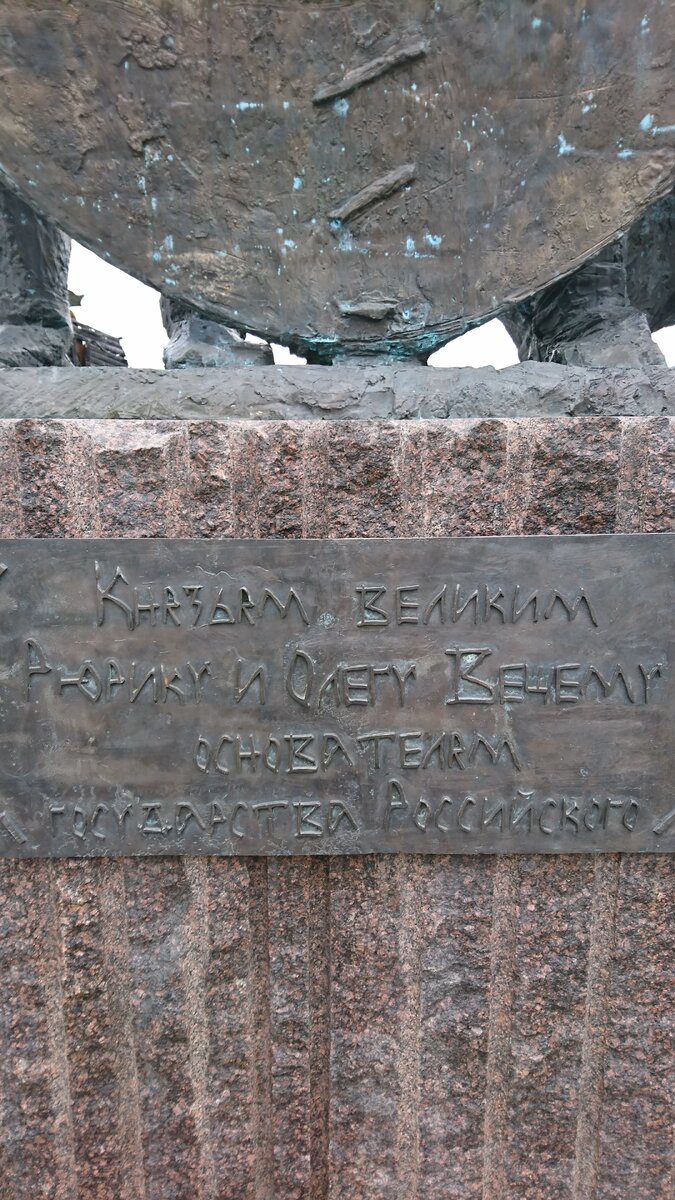 Князьям великим
Рюрику и Олегу Вещему
основателям
государства Российского